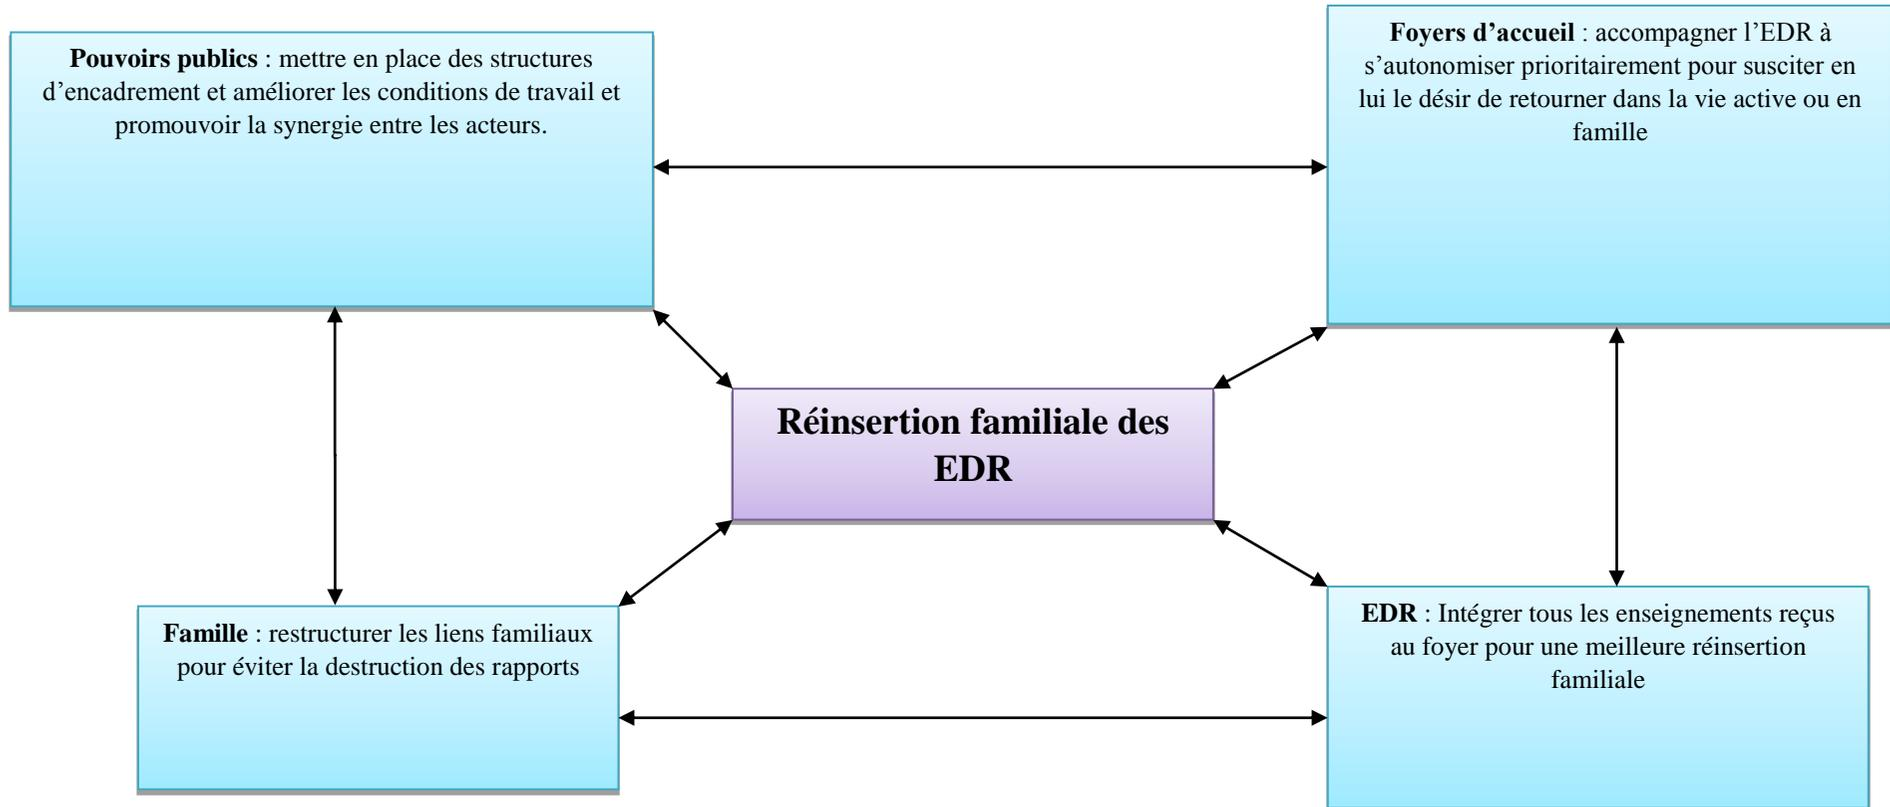 Pouvoirs publics : mettre en place des structures
d’encadrement et améliorer les conditions de travail et
promouvoir la synergie entre les acteurs.
Foyers d’accueil : accompagner l’EDR à
s’autonomiser prioritairement pour susciter en
lui le désir de retourner dans la vie active ou en
famille
Réinsertion familiale des
EDR
Famille : restructurer les liens familiaux
pour éviter la destruction des rapports
EDR : Intégrer tous les enseignements reçus
au foyer pour une meilleure réinsertion
familiale